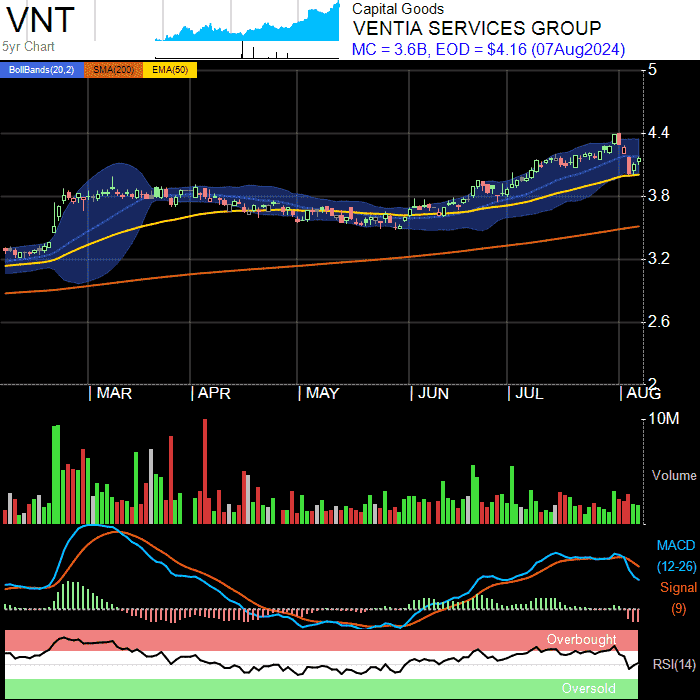 VNT
5yr Chart
Capital Goods
VENTIA SERVICES GROUP
MC = 3.6B, EOD = $4.16 (07Aug2024)
BollBands(20,2) SMA(200) EMA(50)
5
4.4
3.8
3.2
2.6
2
MAR APR MAY JUN JUL AUG
10M
Volume
MACD
(12-26)
Signal
(9)
Overbought
RSI(14)
Oversold